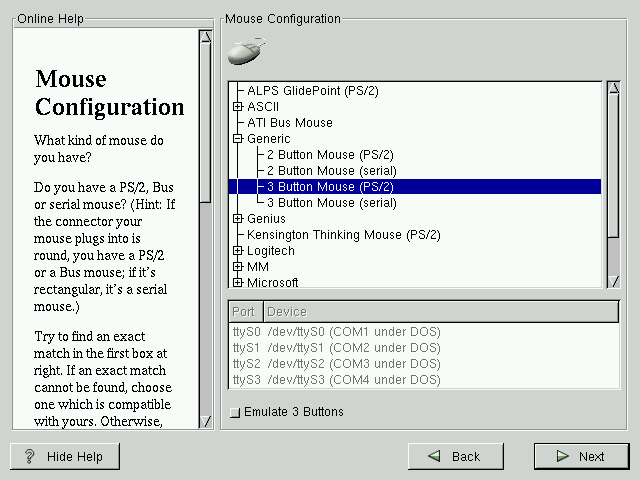 Online Help
Mouse
Configuration
What kind of mouse do
you have?
Do you have a PS/2, Bus
or serial mouse? (Hint: If
the connector your
mouse plugs into is
round, you have a PS/2
or a Bus mouse; if it's
rectangular, it's a serial
mouse.)
Try to find an exact
match in the first box at
right. If an exact match
cannot be found, choose
one which is compatible
with yours. Otherwise,
Mouse Configuration
ALPS GlidePoint (PS/2)
ASCII
ATI Bus Mouse
Generic
2 Button Mouse (PS/2)
2 Button Mouse (serial)
3 Button Mouse (PS/2)
3 Button Mouse (serial)
Genius
Kensington Thinking Mouse (PS/2)
Logitech
MM
Microsoft
Port Device
ttyS0 /dev/ttyS0 (COM1 under DOS)
ttyS1 /dev/ttyS1 (COM2 under DOS)
ttyS2 /dev/ttyS2 (COM3 under DOS)
ttyS3 /dev/ttyS3 (COM4 under DOS)
Emulate 3 Buttons
? Hide Help
Back
Next